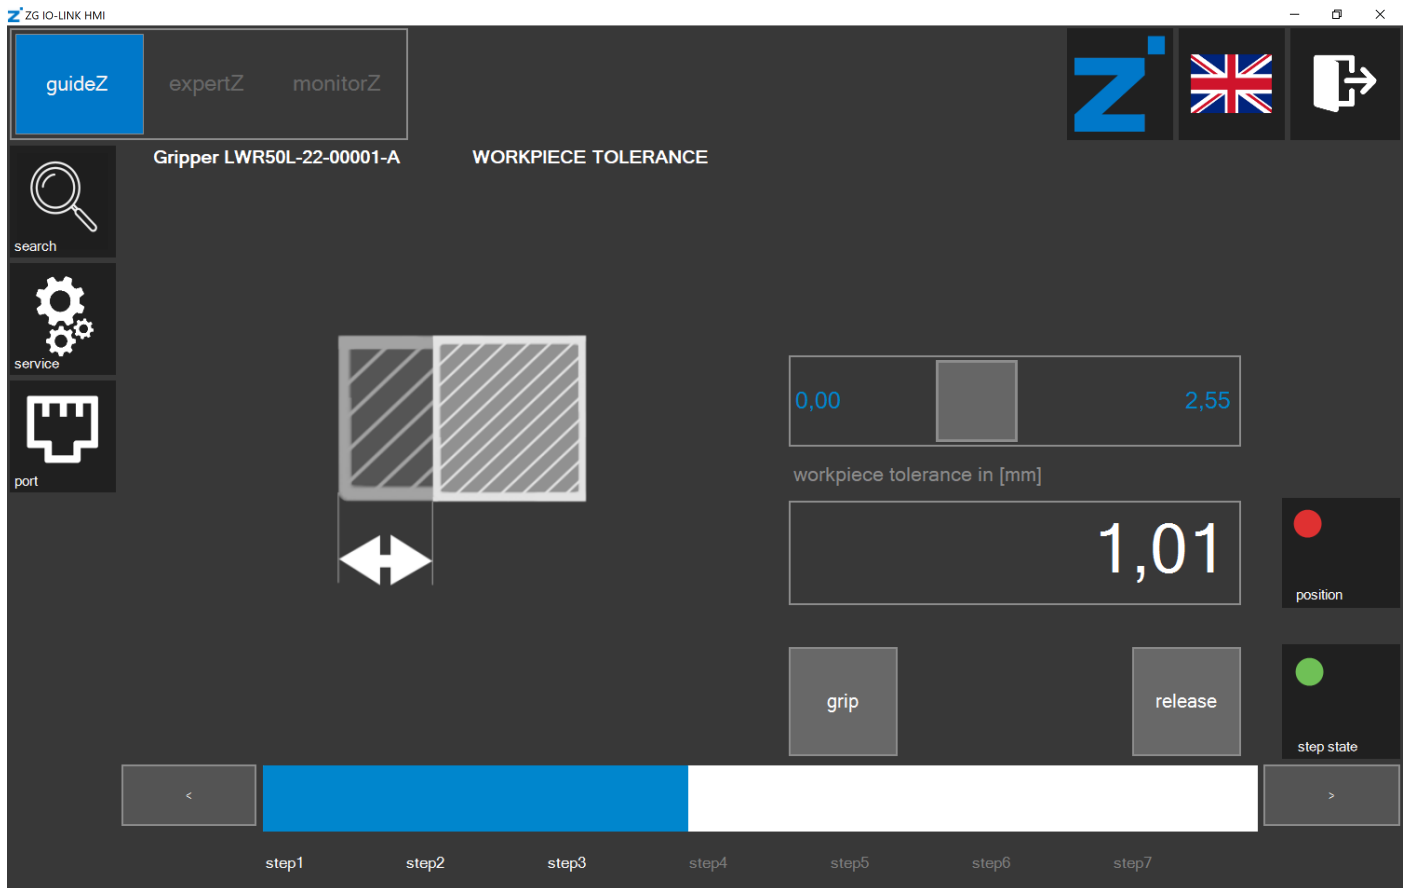 ZG IO-LINK HMI
guideZ expertZ monitorZ
Gripper LWR50L-22-00001-A WORKPIECE TOLERANCE
search
service
port
0,00 2,55
workpiece tolerance in [mm]
1,01
position
grip release
step state
< >
step1 step2 step3 step4 step5 step6 step7